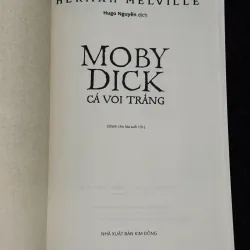 HERMAN MELVILLE
Hugo Nguyễn dịch
MOBY
DICK
CÁ VOI TRẮNG
NHÀ XUẤT BẢN KIM ĐỒNG